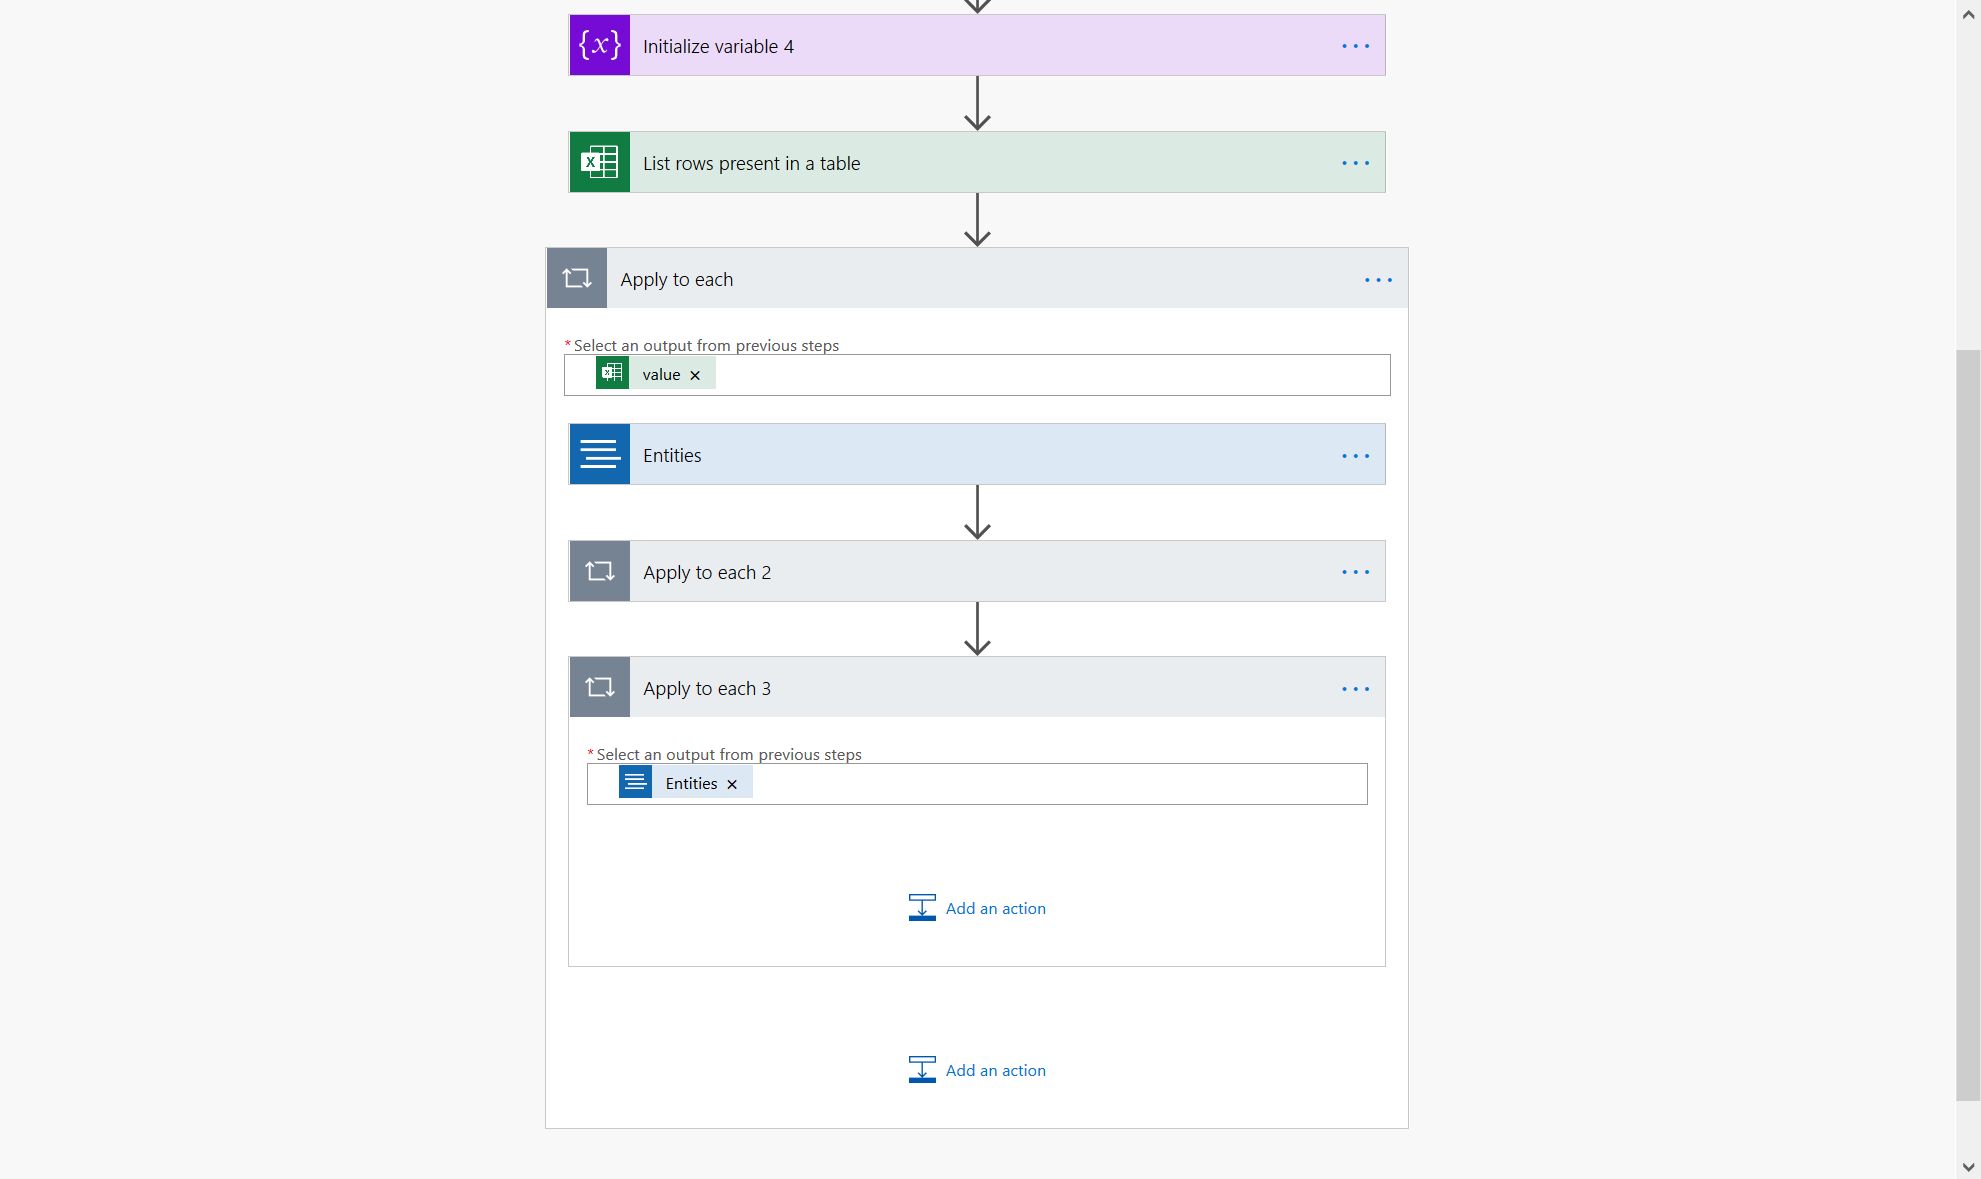 {x} Initialize variable 4
List rows present in a table
Apply to each
* Select an output from previous steps
value ×
Entities
Apply to each 2
Apply to each 3
* Select an output from previous steps
Entities ×
Add an action
Add an action